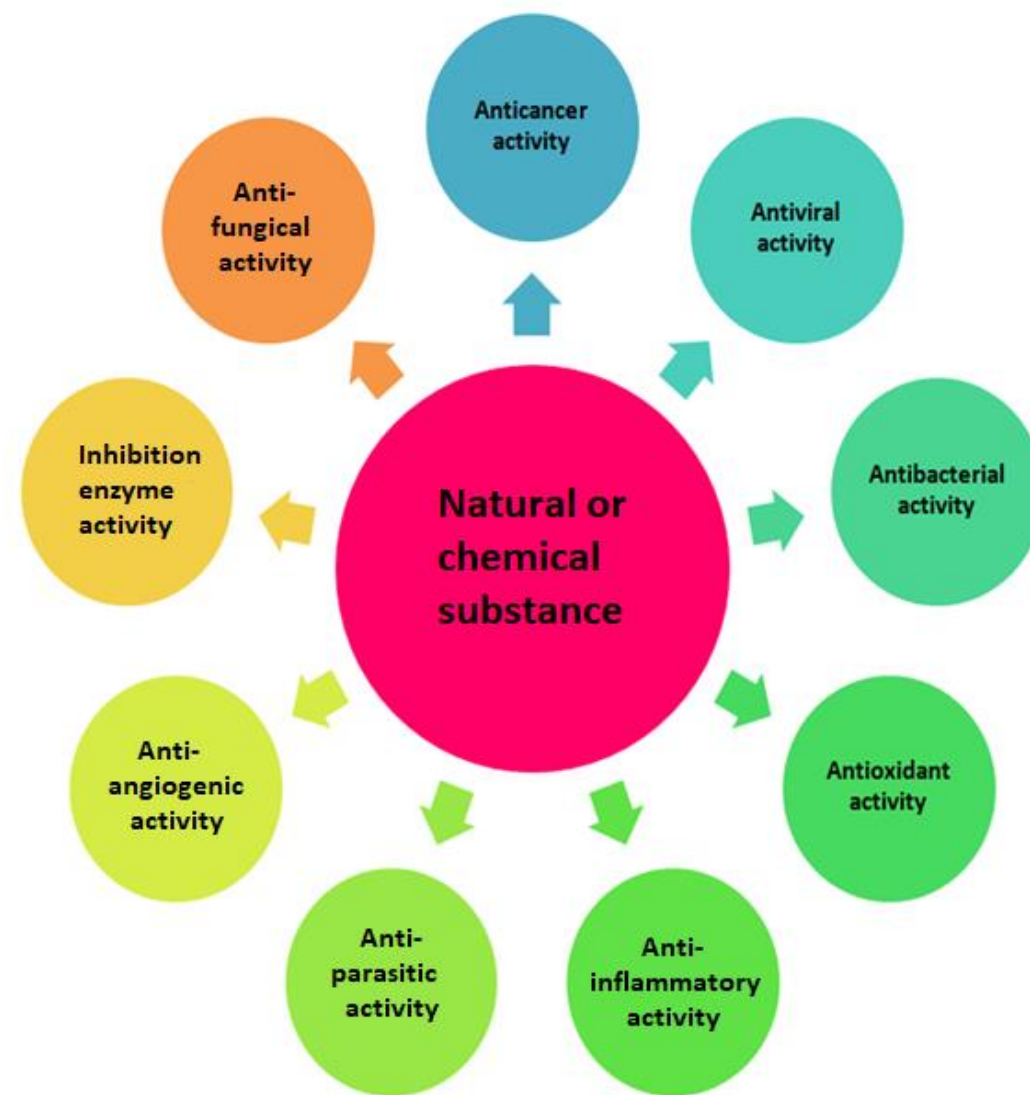 Anticancer
activity
Antiviral
activity
Antibacterial
activity
Antioxidant
activity
Anti-
inflammatory
activity
Anti-
parasitic
activity
Anti-
angiogenic
activity
Inhibition
enzyme
activity
Anti-
fungical
activity
Natural or
chemical
substance